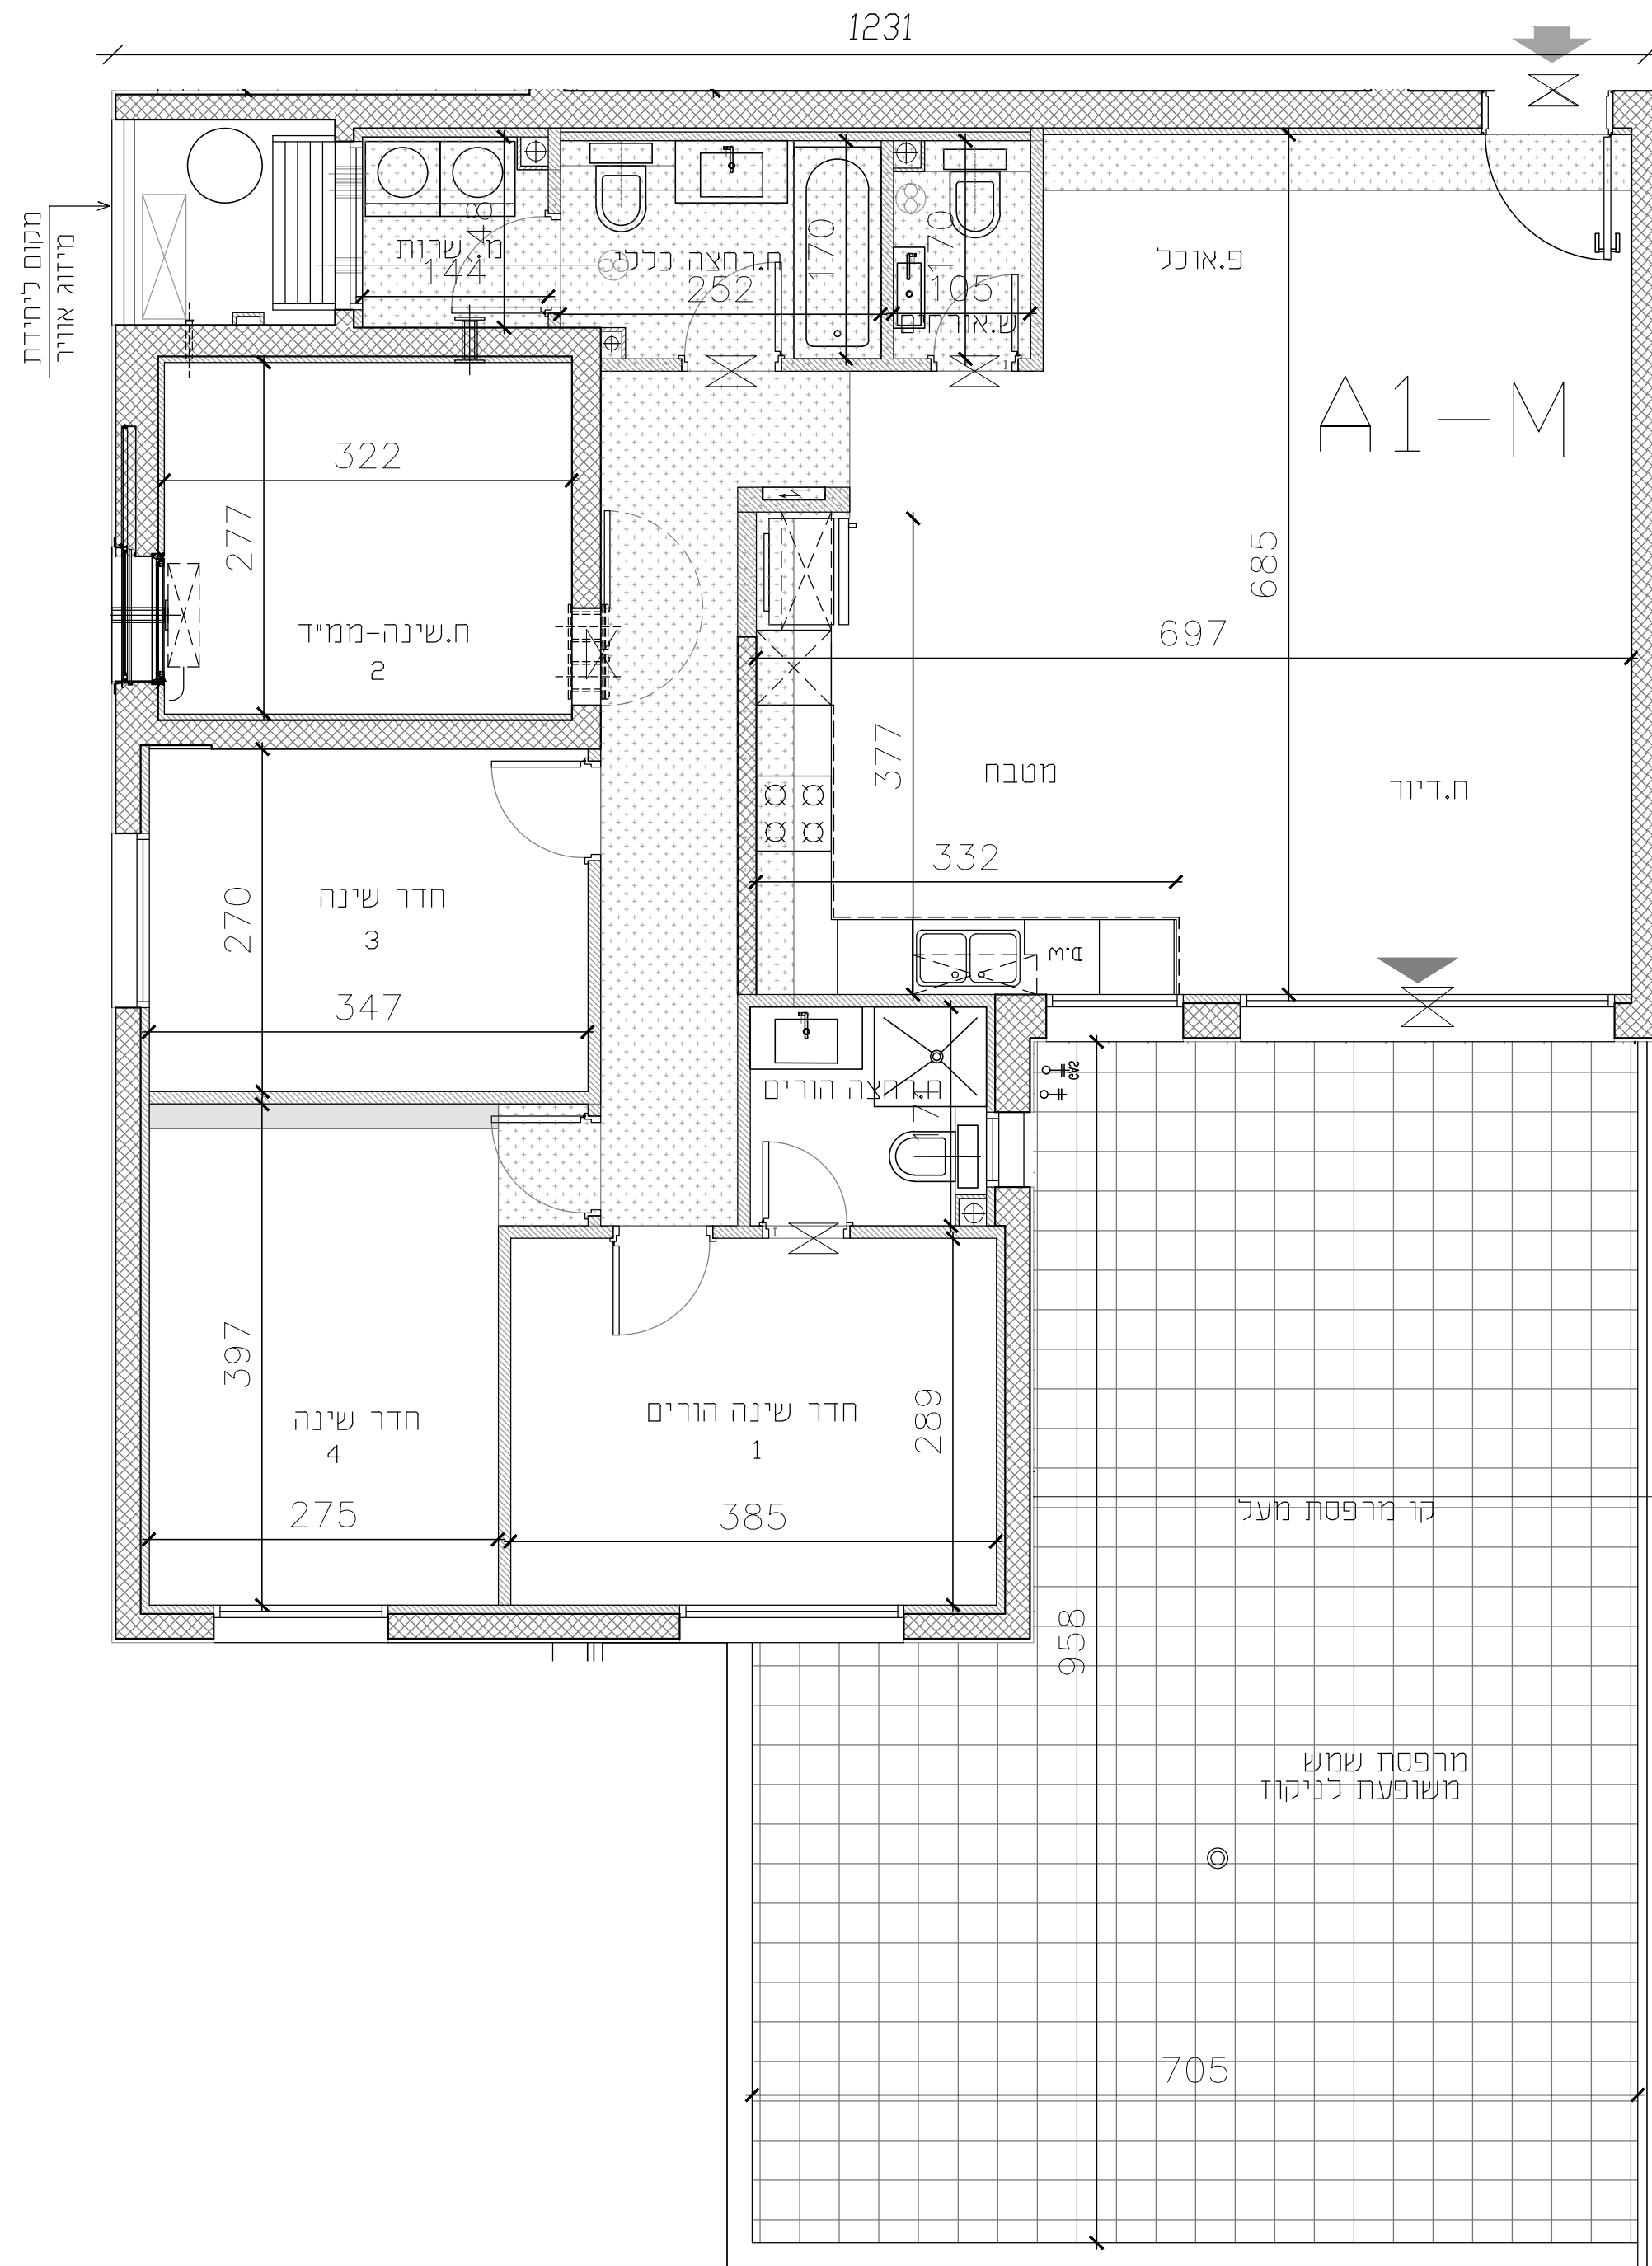 1231
מקום ליחידת
מיזוג אוויר
מ.שרות
148
144
ח.רחצה כללי
252
170
170
105
ש.אורח
פ.אוכל
A1-M
322
277
ח.שינה-ממ"ד
2
685
697
377
מטבח
ח.דיור
332
חדר שינה
3
270
347
ד.מ
GAS
ח.רחצה הורים
397
חדר שינה
4
275
חדר שינה הורים
1
289
385
קו מרפסת מעל
958
מרפסת שמש
משופעת לניקוז
705